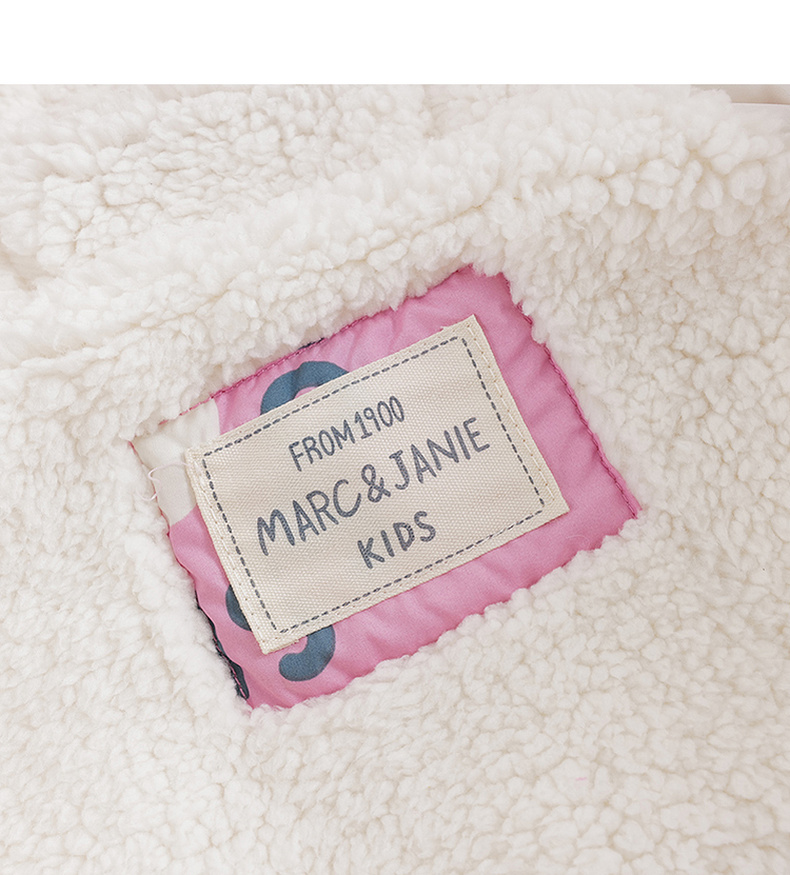 FROM 1900
MARC & JANIE
KIDS